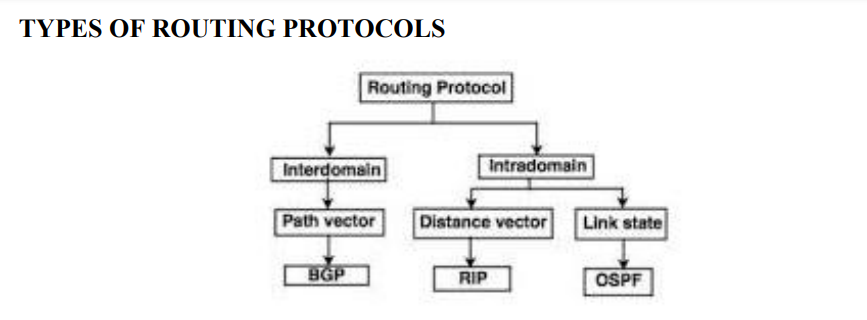 TYPES OF ROUTING PROTOCOLS
Routing Protocol
Interdomain
Intradomain
Path vector
Distance vector
Link state
BGP
RIP
OSPF